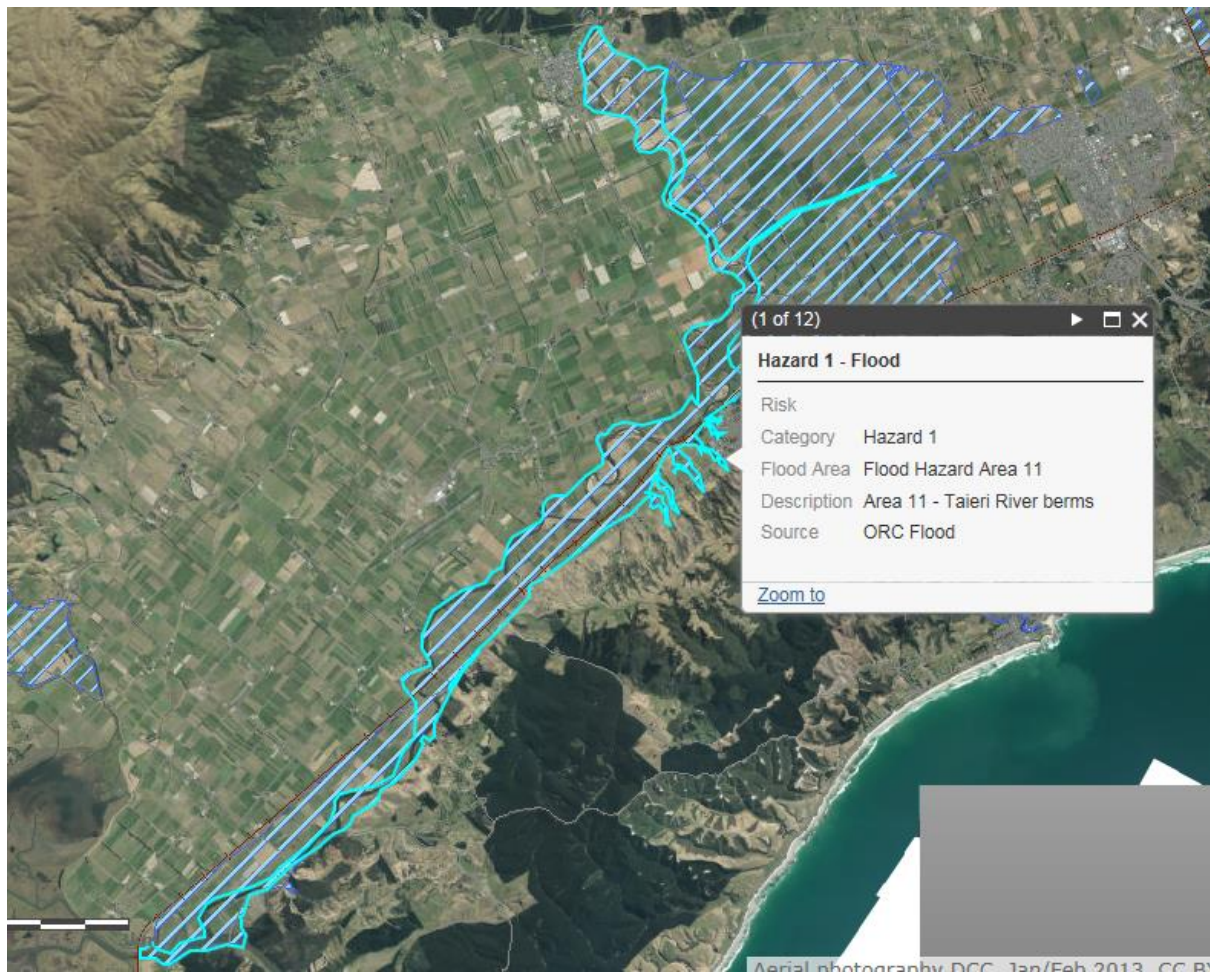 (1 of 12)
Hazard 1 - Flood
Risk
Category Hazard 1
Flood Area Flood Hazard Area 11
Description Area 11 - Taieri River berms
Source ORC Flood
Zoom to
Aerial photography DCC, Jan/Feb 2013, CC BY